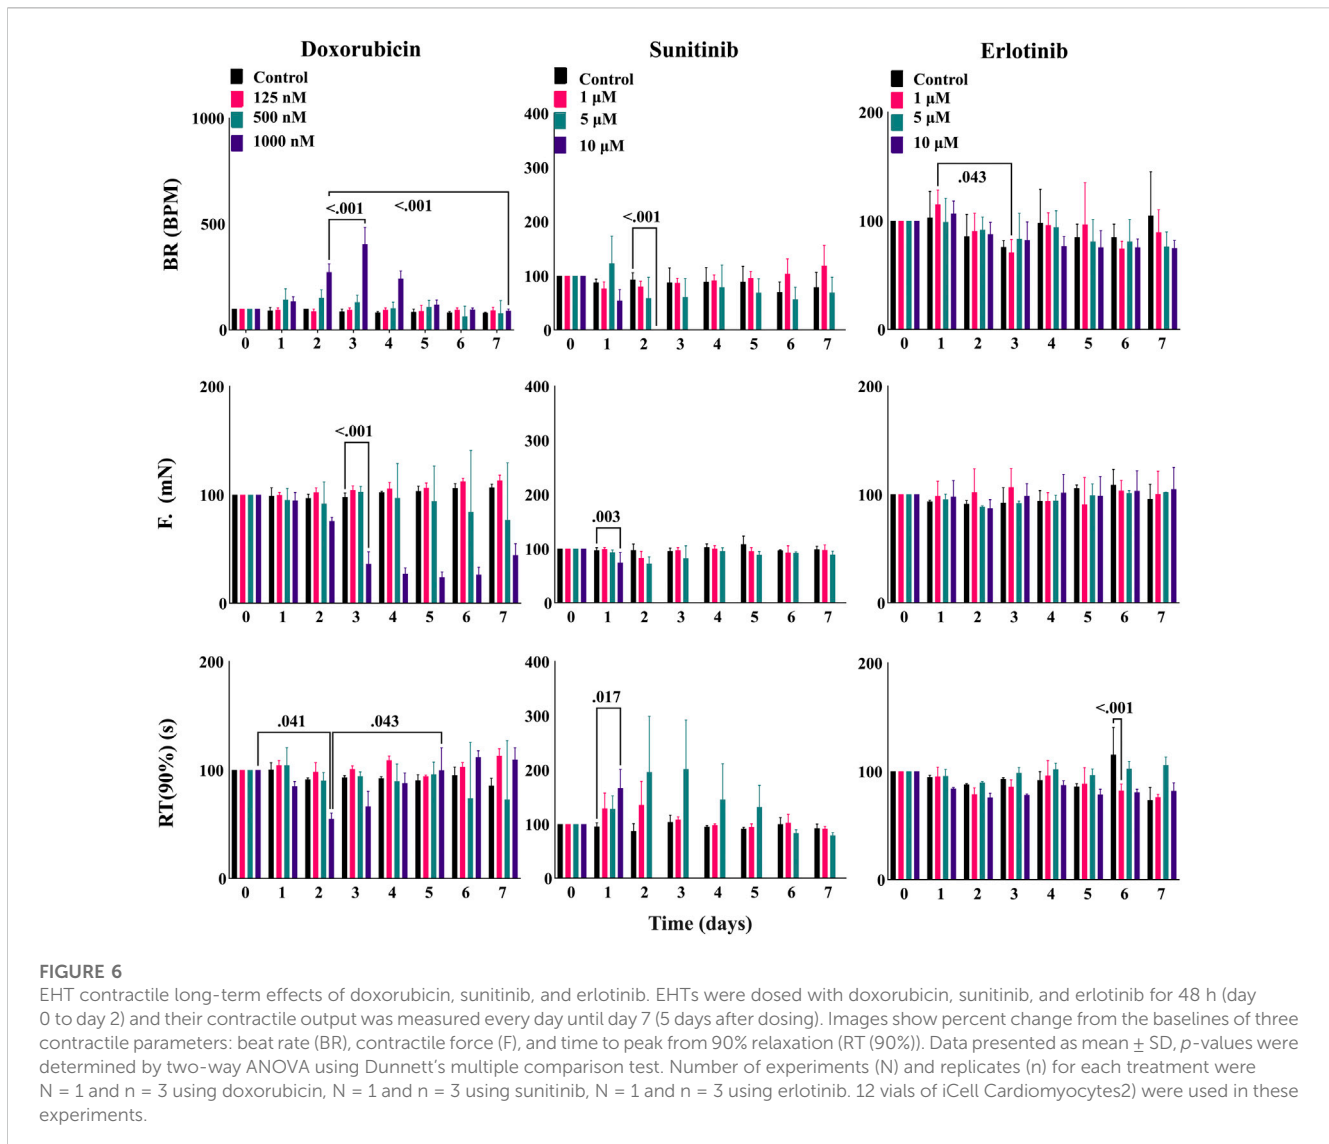 Doxorubicin
Sunitinib
Erlotinib
Control
125 nM
500 nM
1000 nM
Control
1 µM
5 µM
10 µM
Control
1 µM
5 µM
10 µM
BR (BPM)
1000
500
0
<.001
<.001
0 1 2 3 4 5 6 7
400
300
200
100
0
<.001
0 1 2 3 4 5 6 7
200
100
0
.043
0 1 2 3 4 5 6 7
F. (mN)
200
100
0
<.001
0 1 2 3 4 5 6 7
400
300
200
100
0
.003
0 1 2 3 4 5 6 7
200
100
0
0 1 2 3 4 5 6 7
RT(90%) (s)
200
100
0
.041
.043
0 1 2 3 4 5 6 7
400
300
200
100
0
.017
0 1 2 3 4 5 6 7
200
100
0
<.001
0 1 2 3 4 5 6 7
Time (days)
FIGURE 6
EHT contractile long-term effects of doxorubicin, sunitinib, and erlotinib. EHTs were dosed with doxorubicin, sunitinib, and erlotinib for 48 h (day
0 to day 2) and their contractile output was measured every day until day 7 (5 days after dosing). Images show percent change from the baselines of three
contractile parameters: beat rate (BR), contractile force (F), and time to peak from 90% relaxation (RT (90%)). Data presented as mean ± SD, p-values were
determined by two-way ANOVA using Dunnett's multiple comparison test. Number of experiments (N) and replicates (n) for each treatment were
N = 1 and n = 3 using doxorubicin, N = 1 and n = 3 using sunitinib, N = 1 and n = 3 using erlotinib. 12 vials of iCell Cardiomyocytes2) were used in these
experiments.